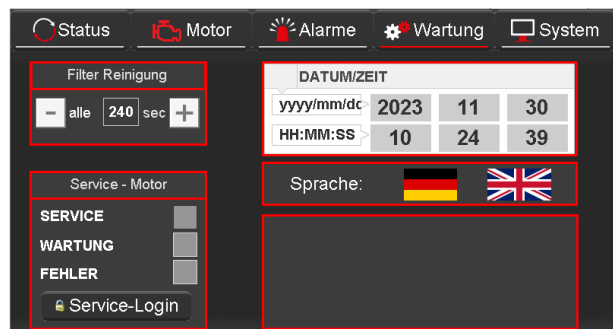 Status Motor Alarme Wartung System
Filter Reinigung
- alle 240 sec +
DATUM/ZEIT
yyyy/mm/dd 2023 11 30
HH:MM:SS 10 24 39
Sprache:
Service - Motor
SERVICE
WARTUNG
FEHLER
Service-Login